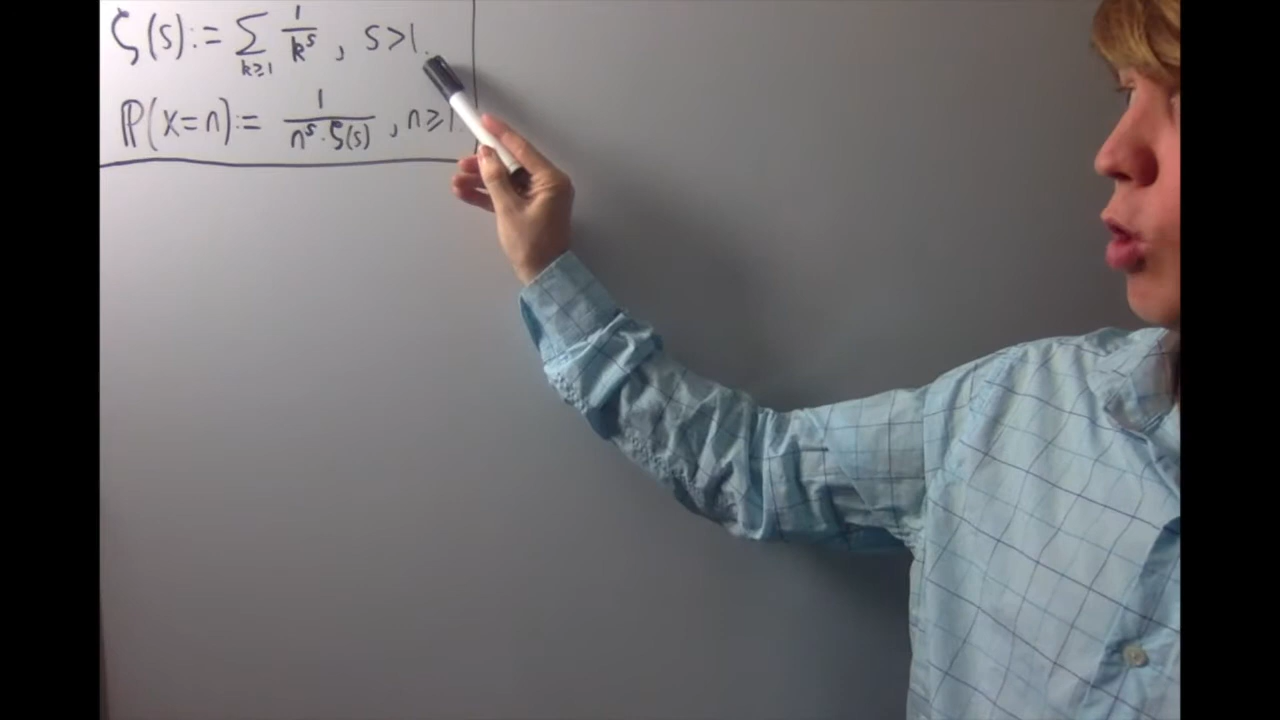 ζ(s) := ∑_{k≥1} 1/k^s , s>1.
ℙ(X=n) := 1/(n^s·ζ(s)) , n≥1.